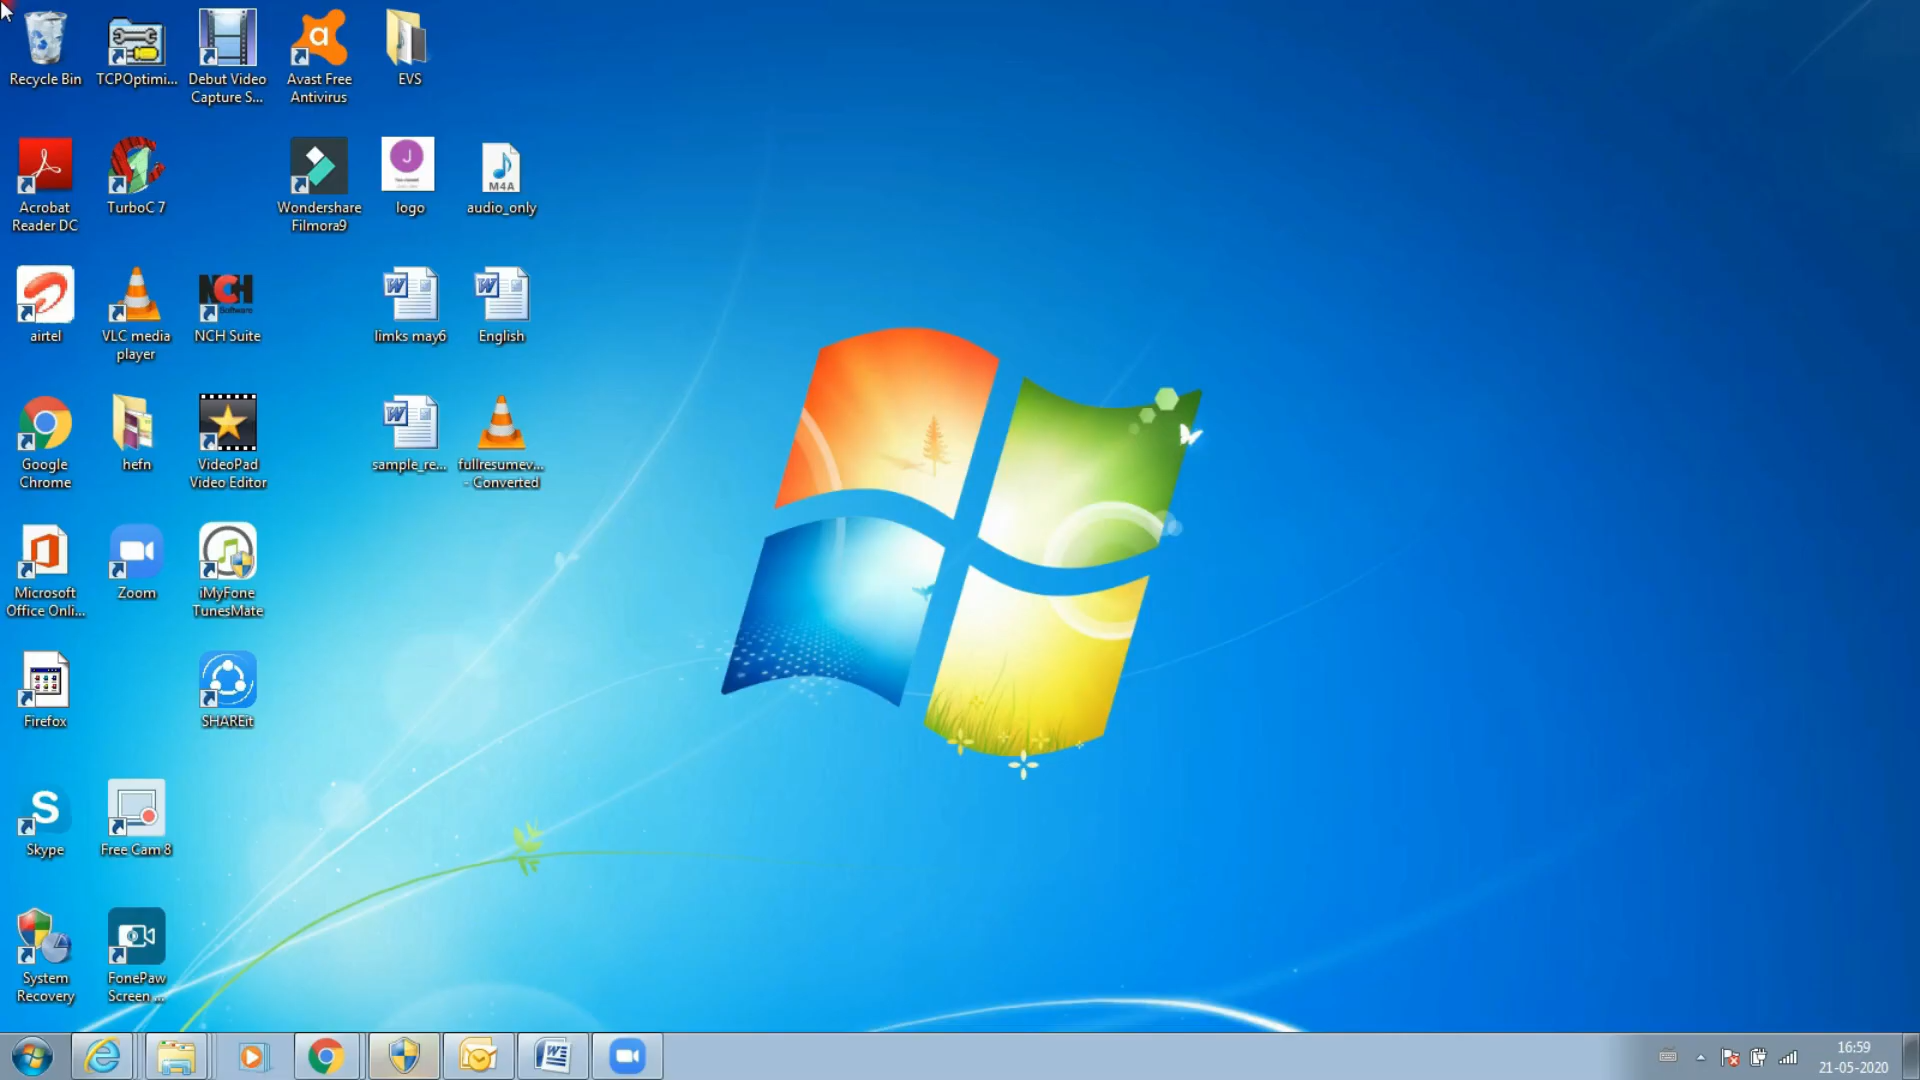 Recycle Bin
TCPOptimi...
Debut Video
Capture S...
a
Avast Free
Antivirus
EVS
Acrobat
Reader DC
TurboC 7
Wondershare
Filmora9
J
logo
M4A
audio_only
airtel
VLC media
player
NCH
Software
NCH Suite
W
limks may6
W
English
Google
Chrome
hefn
VideoPad
Video Editor
W
sample_re...
fullresumev...
- Converted
Microsoft
Office Onli...
Zoom
iMyFone
TunesMate
Firefox
SHAREit
S
Skype
Free Cam 8
System
Recovery
FonePaw
Screen ...
W
16:59
21-05-2020